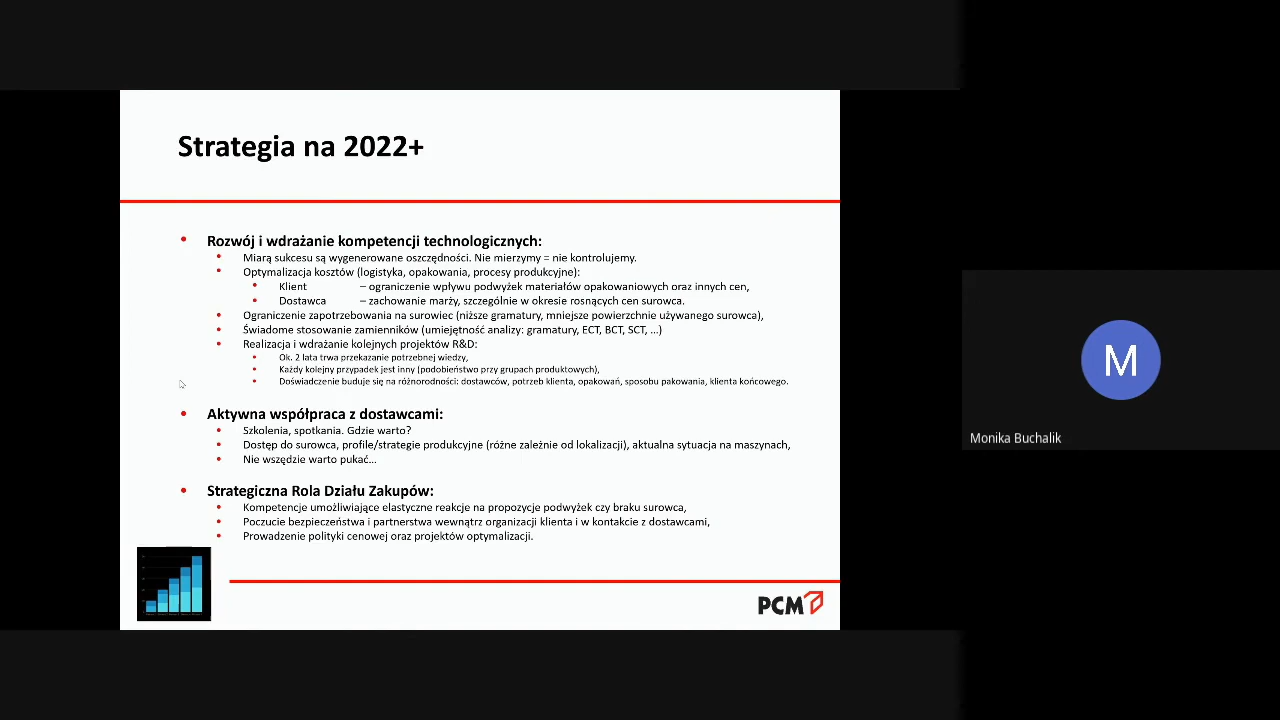 Strategia na 2022+
Rozwój i wdrażanie kompetencji technologicznych:
Miarą sukcesu są wygenerowane oszczędności. Nie mierzymy = nie kontrolujemy.
Optymalizacja kosztów (logistyka, opakowania, procesy produkcyjne):
Klient – ograniczenie wpływu podwyżek materiałów opakowaniowych oraz innych cen,
Dostawca – zachowanie marży, szczególnie w okresie rosnących cen surowca.
Ograniczenie zapotrzebowania na surowiec (niższe gramatury, mniejsze powierzchnie używanego surowca),
Świadome stosowanie zamienników (umiejętność analizy: gramatury, ECT, BCT, SCT, ...)
Realizacja i wdrażanie kolejnych projektów R&D:
Ok. 2 lata trwa przekazanie potrzebnej wiedzy,
Każdy kolejny przypadek jest inny (podobieństwo przy grupach produktowych),
Doświadczenie buduje się na różnorodności: dostawców, potrzeb klienta, opakowań, sposobu pakowania, klienta końcowego.
Aktywna współpraca z dostawcami:
Szkolenia, spotkania. Gdzie warto?
Dostęp do surowca, profile/strategie produkcyjne (różne zależnie od lokalizacji), aktualna sytuacja na maszynach,
Nie wszędzie warto pukać...
Strategiczna Rola Działu Zakupów:
Kompetencje umożliwiające elastyczne reakcje na propozycje podwyżek czy braku surowca,
Poczucie bezpieczeństwa i partnerstwa wewnątrz organizacji klienta i w kontakcie z dostawcami,
Prowadzenie polityki cenowej oraz projektów optymalizacji.
PCM
M
Monika Buchalik